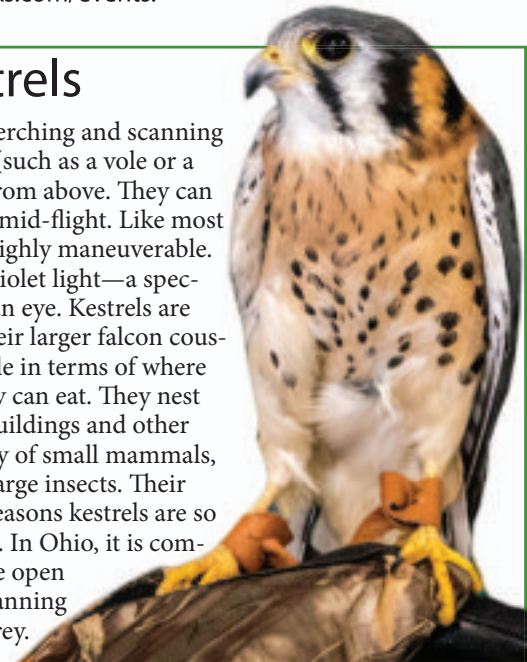 trels
erching and scanning
(such as a vole or a
rom above. They can
mid-flight. Like most
ighly maneuverable.
iolet light—a spec-
n eye. Kestrels are
eir larger falcon cous-
le in terms of where
y can eat. They nest
uildings and other
y of small mammals,
arge insects. Their
easons kestrels are so
. In Ohio, it is com-
e open
anning
rey.